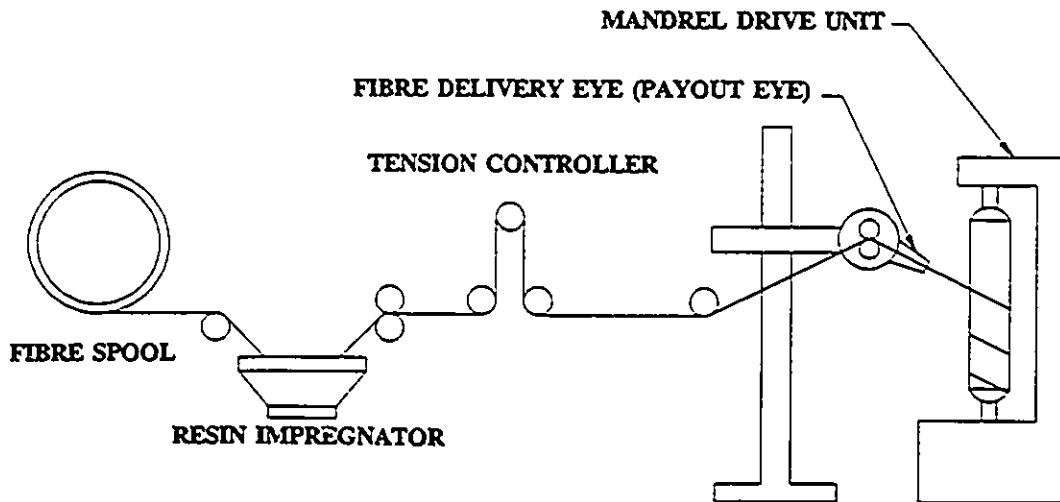 MANDREL DRIVE UNIT
FIBRE DELIVERY EYE (PAYOUT EYE)
TENSION CONTROLLER
FIBRE SPOOL
RESIN IMPREGNATOR